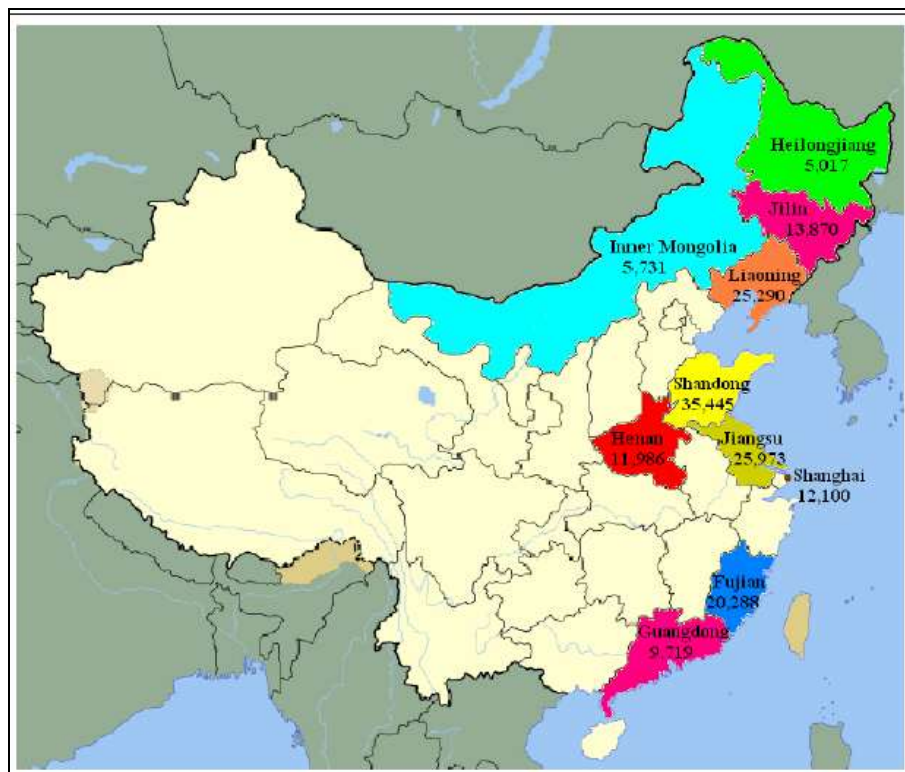 Heilongjiang
5,017
Jilin
13,870
Inner Mongolia
5,731
Liaoning
25,290
Shandong
35,445
Henan
11,986
Jiangsu
25,973
Shanghai
12,100
Fujian
20,288
Guangdong
9,719